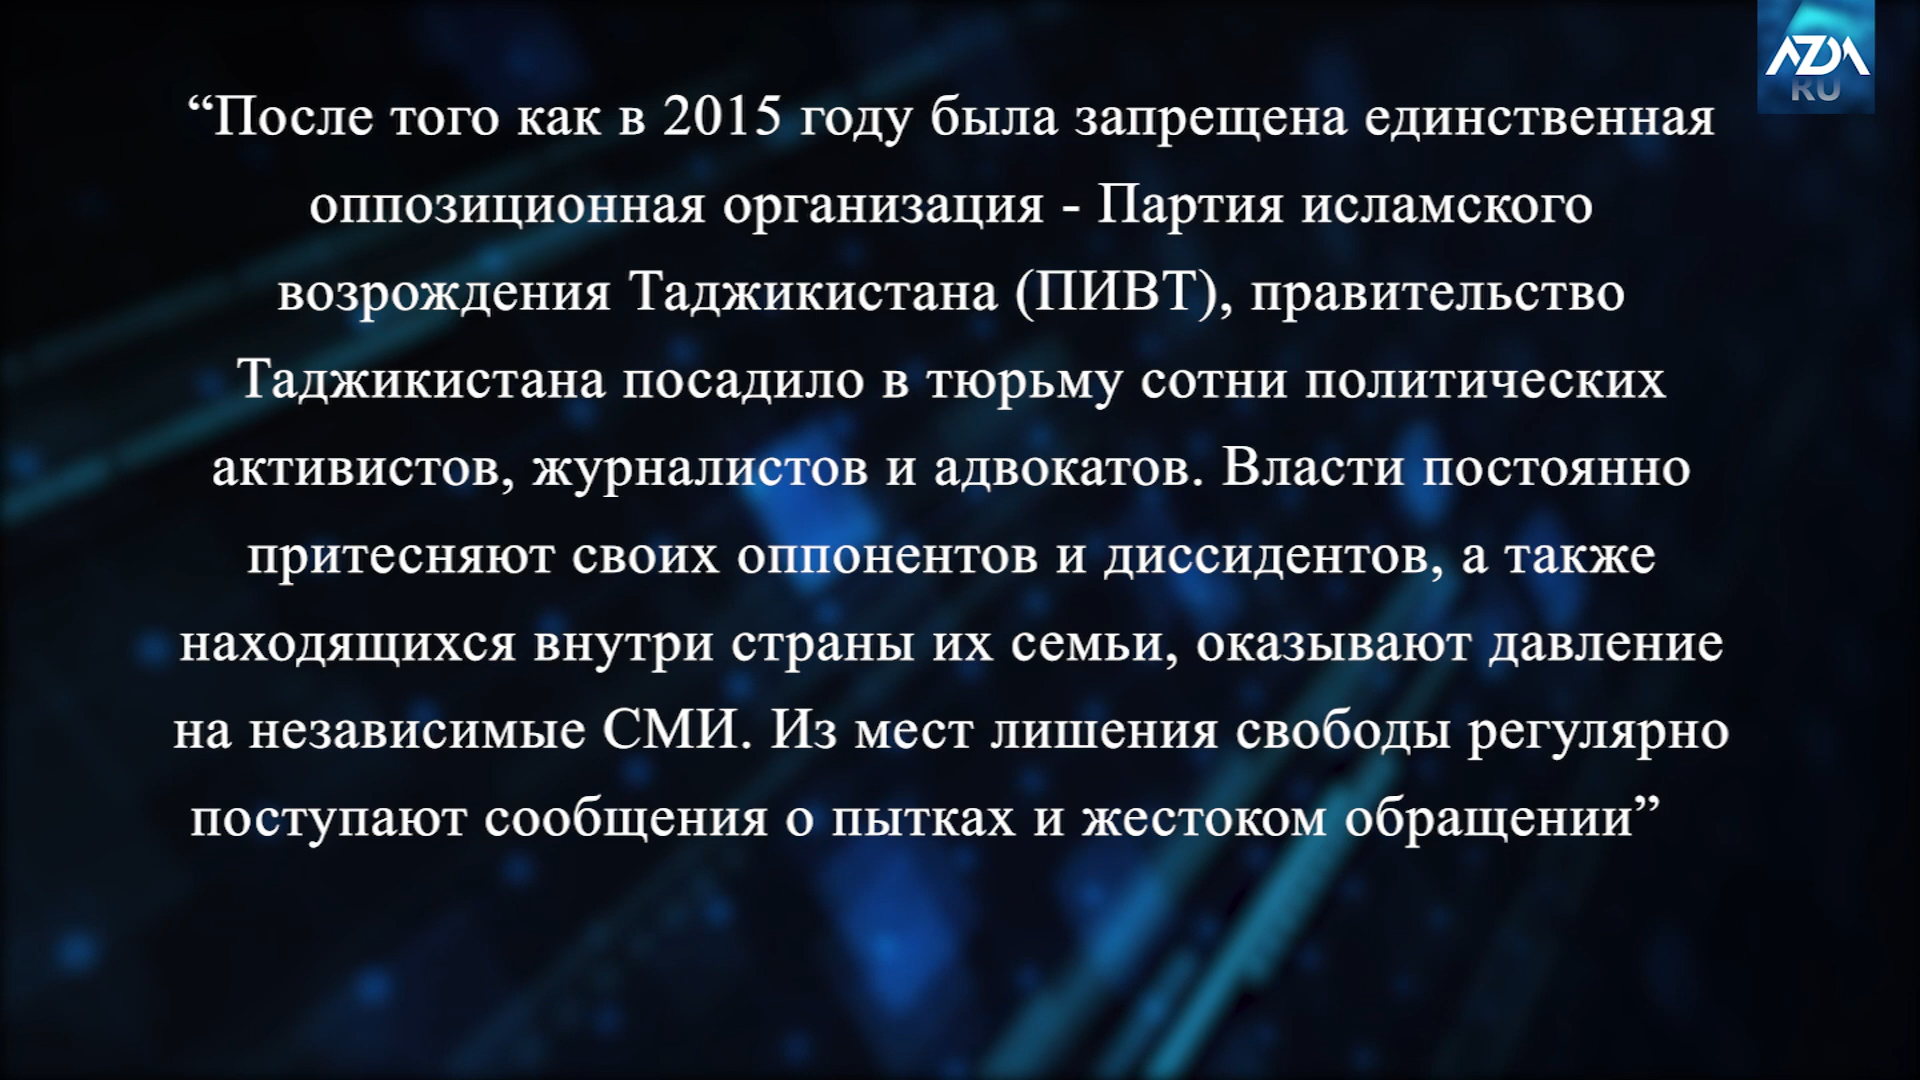 “После того как в 2015 году была запрещена единственная
оппозиционная организация - Партия исламского
возрождения Таджикистана (ПИВТ), правительство
Таджикистана посадило в тюрьму сотни политических
активистов, журналистов и адвокатов. Власти постоянно
притесняют своих оппонентов и диссидентов, а также
находящихся внутри страны их семьи, оказывают давление
на независимые СМИ. Из мест лишения свободы регулярно
поступают сообщения о пытках и жестоком обращении”
AZDA
RU